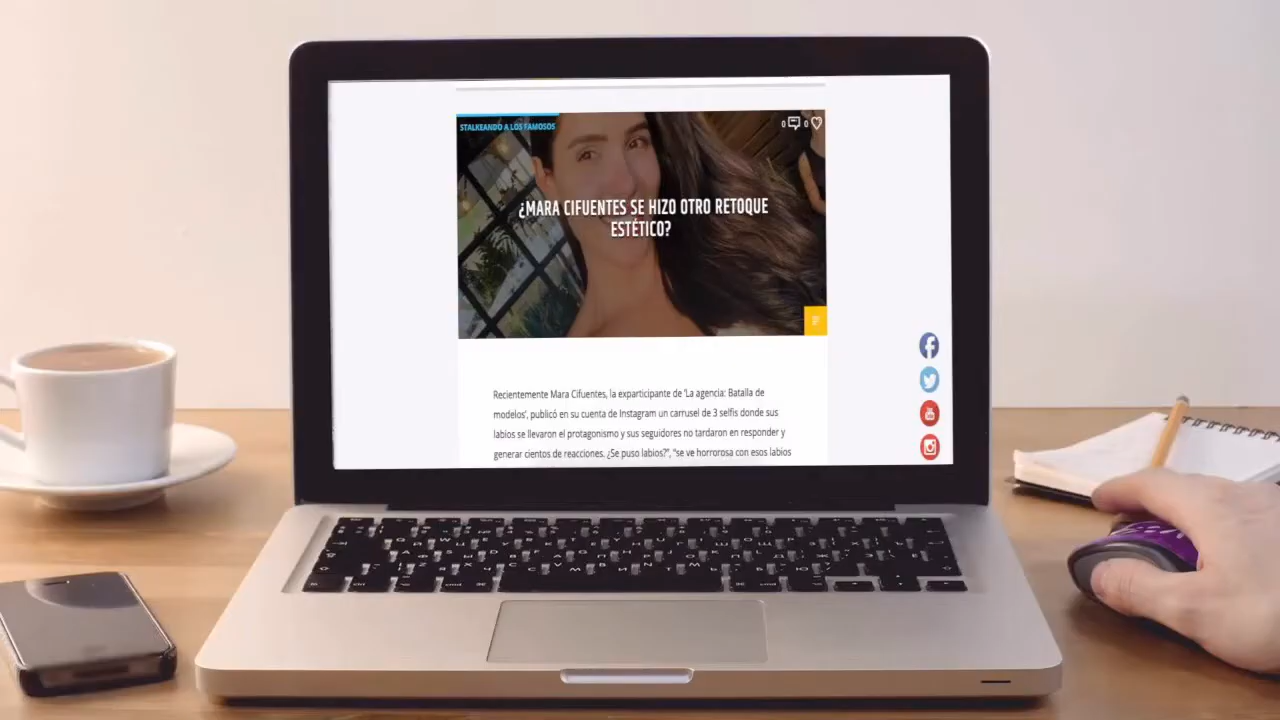 STALKEANDO A LOS FAMOSOS
0 0
¿MARA CIFUENTES SE HIZO OTRO RETOQUE
ESTÉTICO?
Recientemente Mara Cifuentes, la exparticipante de 'La agencia: Batalla de
modelos', publicó en su cuenta de Instagram un carrusel de 3 selfis donde sus
labios se llevaron el protagonismo y sus seguidores no tardaron en responder y
generar cientos de reacciones. ¿Se puso labios?", "se ve horrorosa con esos labios